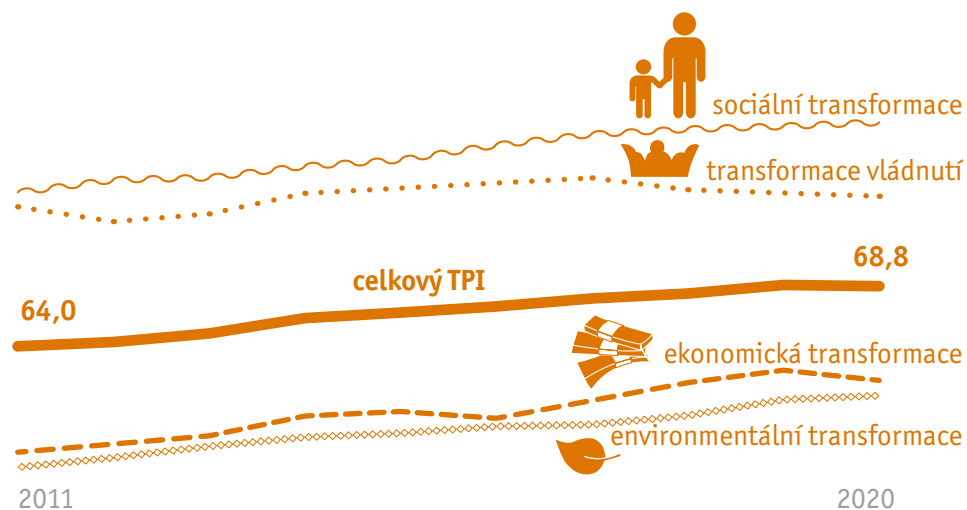 sociální transformace
transformace vládnutí
68,8
celkový TPI
64,0
ekonomická transformace
environmentální transformace
2011
2020